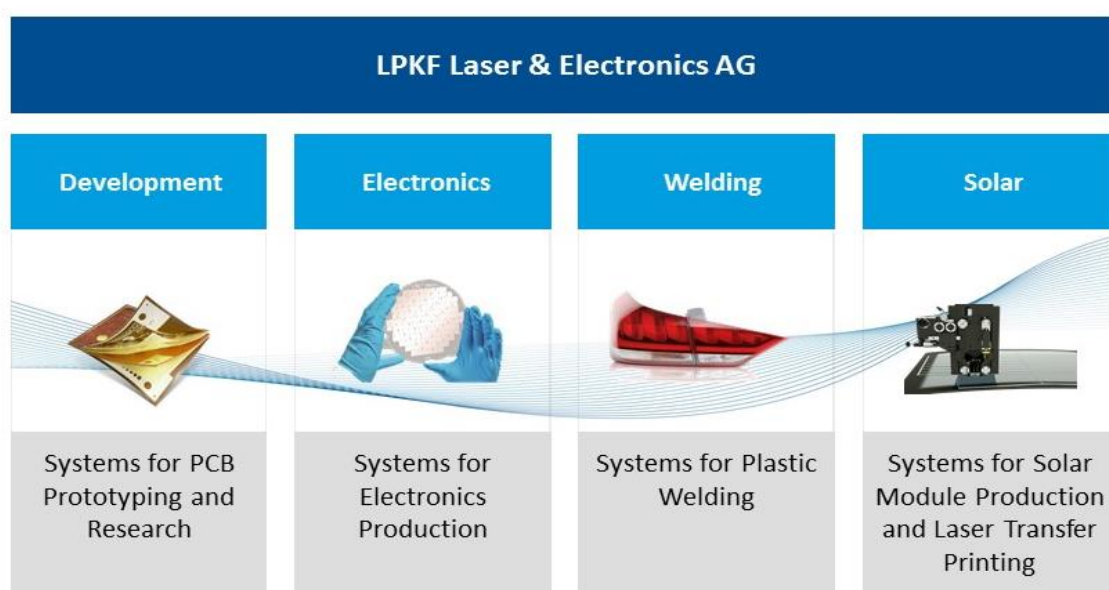 LPKF Laser & Electronics AG
Development
Electronics
Welding
Solar
Systems for PCB
Prototyping and
Research
Systems for
Electronics
Production
Systems for Plastic
Welding
Systems for Solar
Module Production
and Laser Transfer
Printing